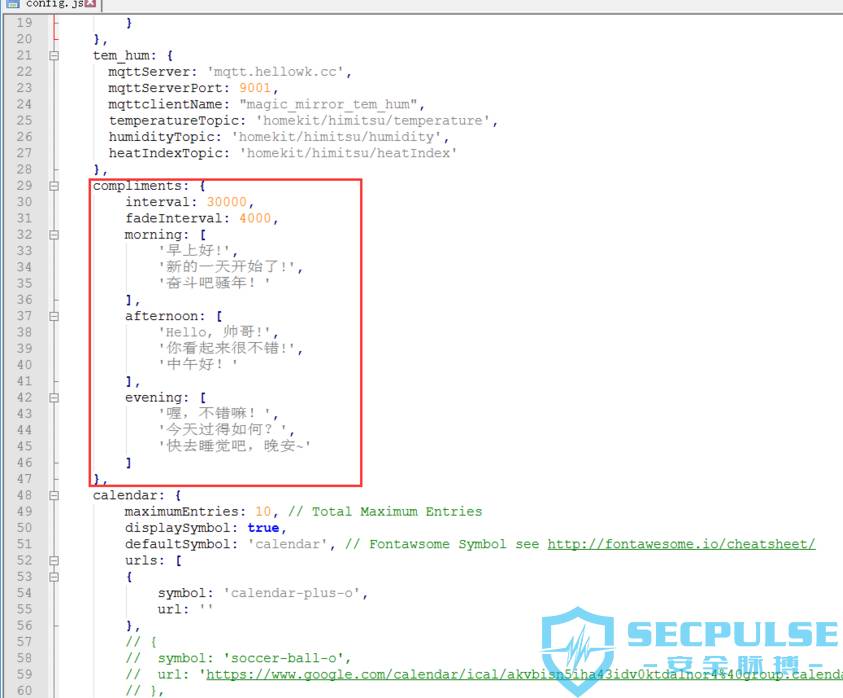 config.js
19 }
20 },
21 tem_hum: {
22 mqttServer: 'mqtt.hellowk.cc',
23 mqttServerPort: 9001,
24 mqttclientName: "magic_mirror_tem_hum",
25 temperatureTopic: 'homekit/himitsu/temperature',
26 humidityTopic: 'homekit/himitsu/humidity',
27 heatIndexTopic: 'homekit/himitsu/heatIndex'
28 },
29 compliments: {
30 interval: 30000,
31 fadeInterval: 4000,
32 morning: [
33 '早上好!',
34 '新的一天开始了!',
35 '奋斗吧骚年！'
36 ],
37 afternoon: [
38 'Hello, 帅哥!',
39 '你看起来很不错!',
40 '中午好！'
41 ],
42 evening: [
43 '喔，不错嘛！',
44 '今天过得如何？',
45 '快去睡觉吧，晚安~'
46 ]
47 },
48 calendar: {
49 maximumEntries: 10, // Total Maximum Entries
50 displaySymbol: true,
51 defaultSymbol: 'calendar', // Fontawsome Symbol see http://fontawesome.io/cheatsheet/
52 urls: [
53 {
54 symbol: 'calendar-plus-o',
55 url: ''
56 },
57 // {
58 // symbol: 'soccer-ball-o',
59 // url: 'https://www.google.com/calendar/ical/akvbisn5iha43idv0ktdalnor4%40group.calenda
60 // },
SECPULSE
-安全脉搏-